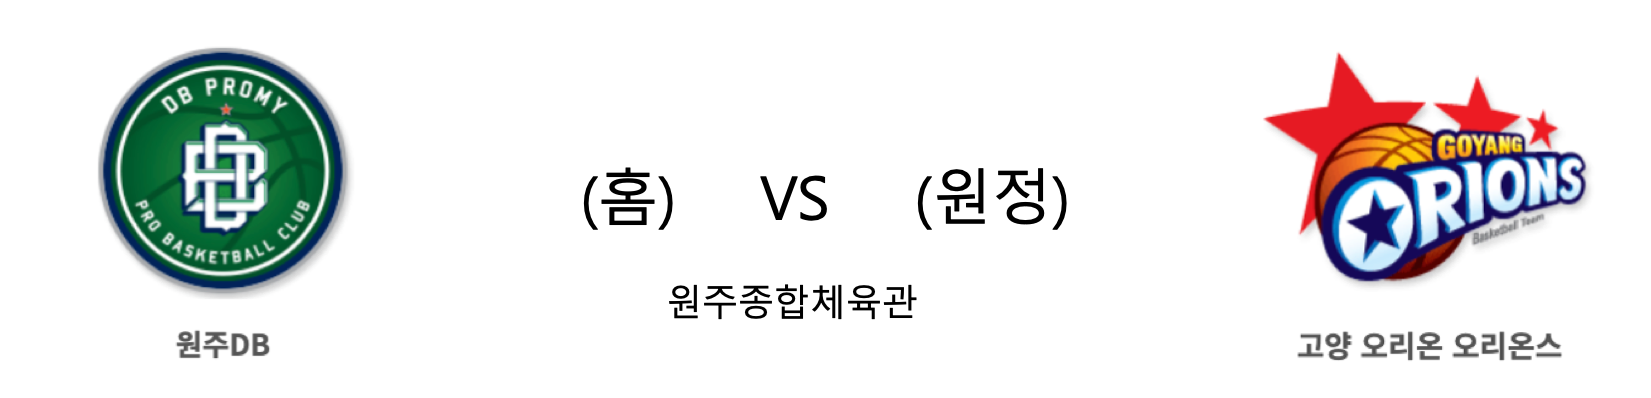 DB PROMY
DB
PRO BASKETBALL CLUB
원주DB
(홈) VS (원정)
원주종합체육관
GOYANG
ORIONS
Basketball Team
고양 오리온 오리온스